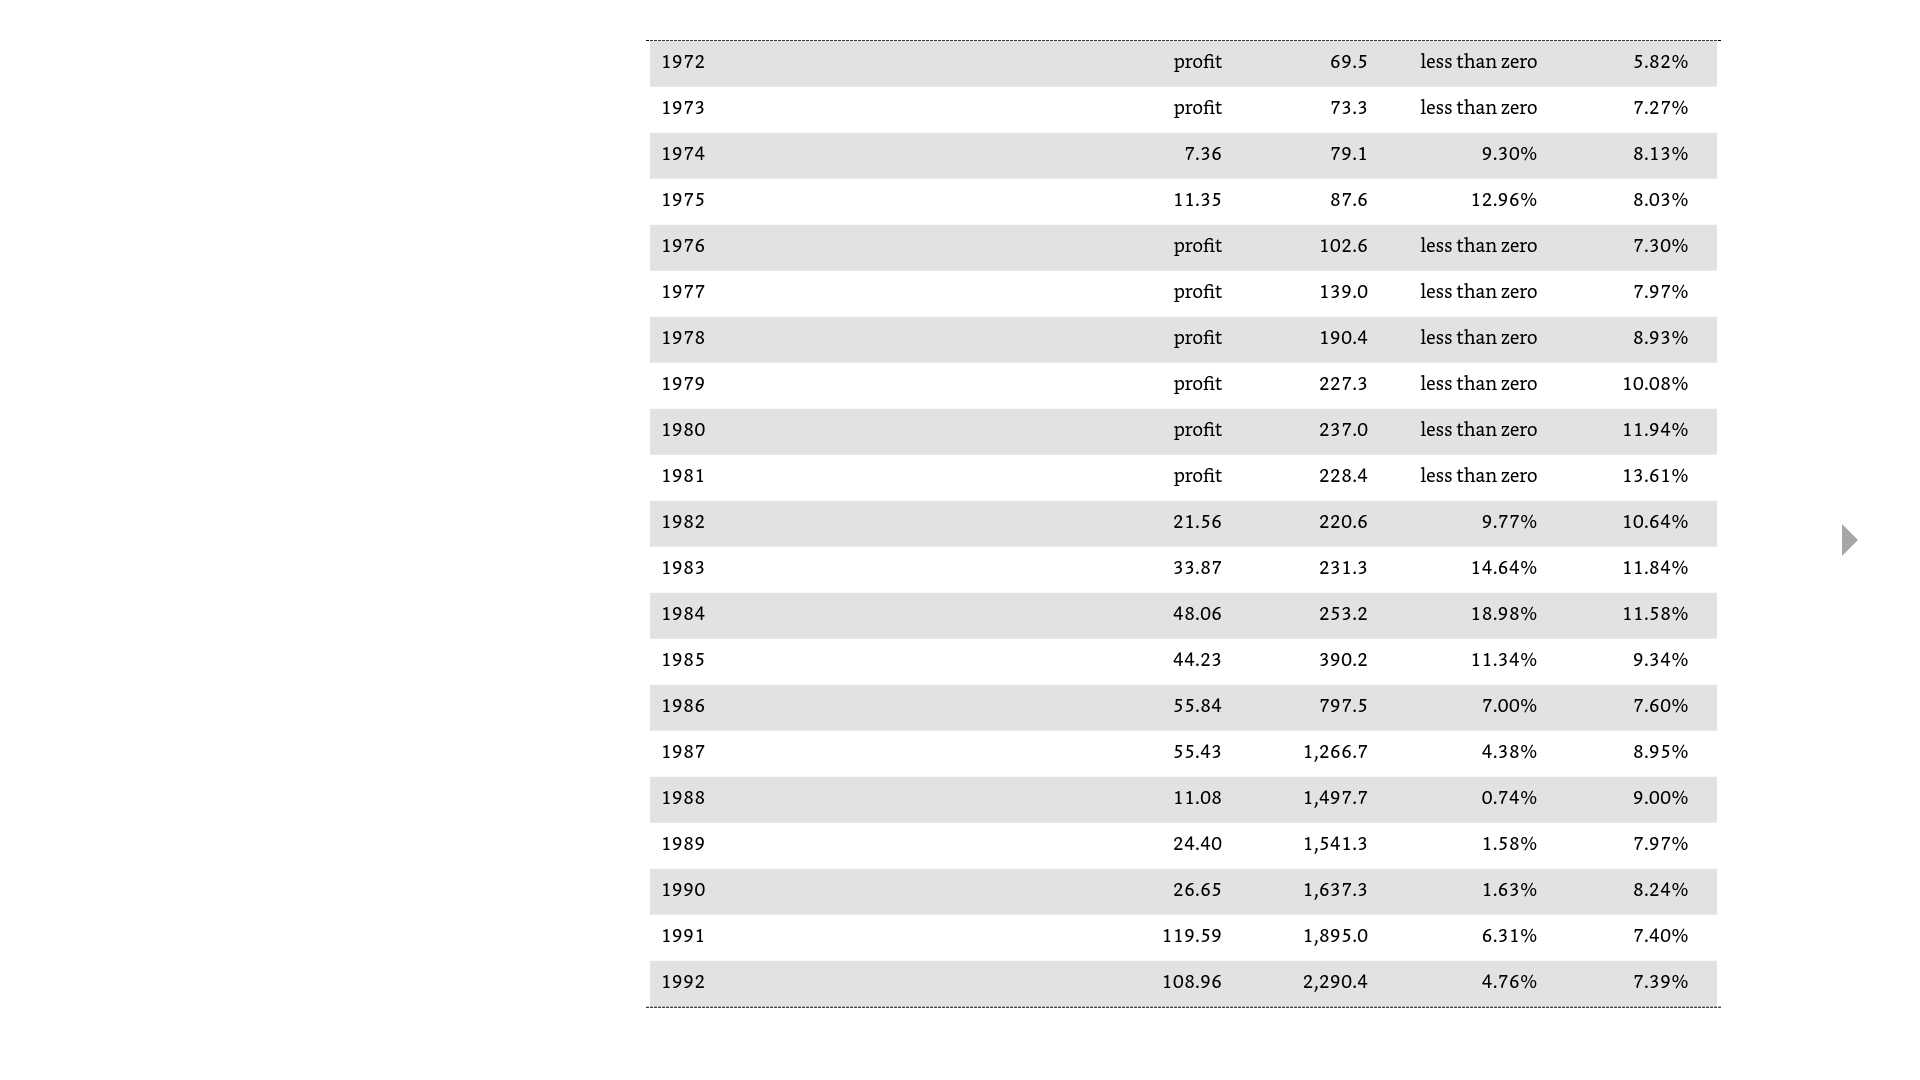 1972 profit 69.5 less than zero 5.82%
1973 profit 73.3 less than zero 7.27%
1974 7.36 79.1 9.30% 8.13%
1975 11.35 87.6 12.96% 8.03%
1976 profit 102.6 less than zero 7.30%
1977 profit 139.0 less than zero 7.97%
1978 profit 190.4 less than zero 8.93%
1979 profit 227.3 less than zero 10.08%
1980 profit 237.0 less than zero 11.94%
1981 profit 228.4 less than zero 13.61%
1982 21.56 220.6 9.77% 10.64%
1983 33.87 231.3 14.64% 11.84%
1984 48.06 253.2 18.98% 11.58%
1985 44.23 390.2 11.34% 9.34%
1986 55.84 797.5 7.00% 7.60%
1987 55.43 1,266.7 4.38% 8.95%
1988 11.08 1,497.7 0.74% 9.00%
1989 24.40 1,541.3 1.58% 7.97%
1990 26.65 1,637.3 1.63% 8.24%
1991 119.59 1,895.0 6.31% 7.40%
1992 108.96 2,290.4 4.76% 7.39%